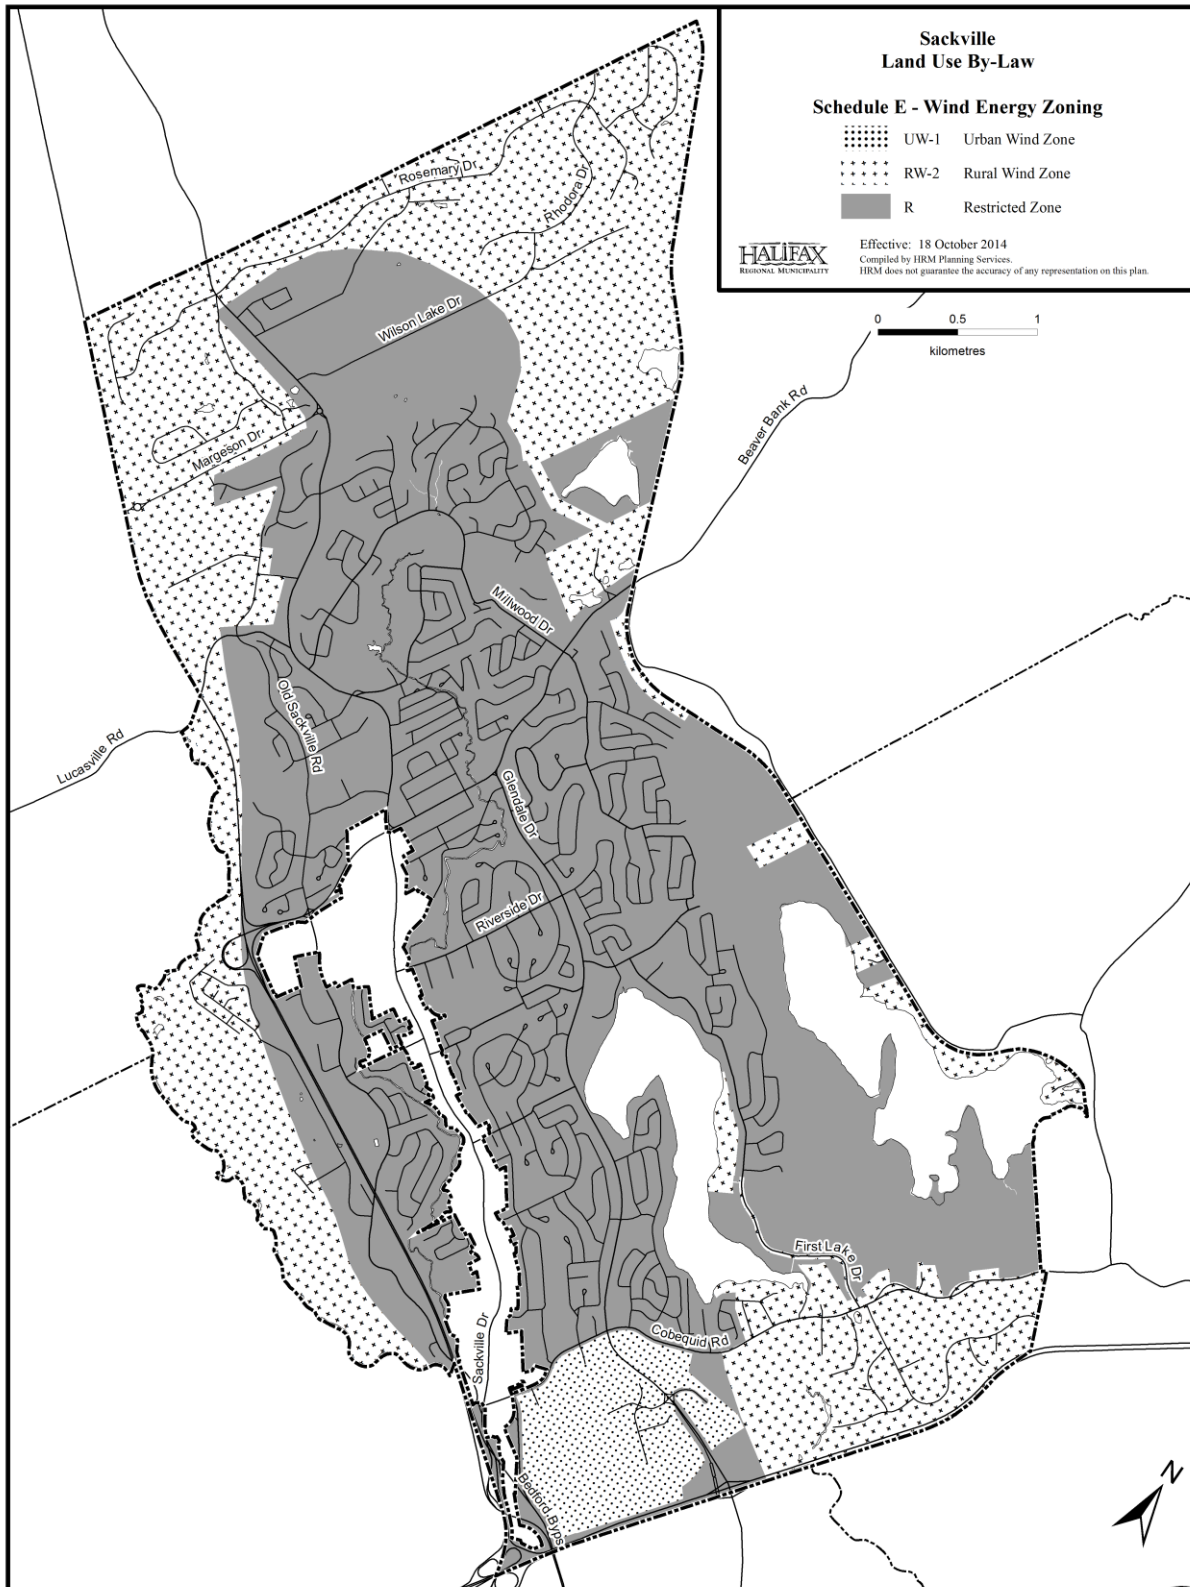 Sackville
Land Use By-Law
Schedule E - Wind Energy Zoning
UW-1 Urban Wind Zone
RW-2 Rural Wind Zone
R Restricted Zone
HALIFAX
REGIONAL MUNICIPALITY
Effective: 18 October 2014
Compiled by HRM Planning Services.
HRM does not guarantee the accuracy of any representation on this plan.
0 0.5 1
kilometres
Rosemary Dr
Rhodora Dr
Wilson Lake Dr
Beaver Bank Rd
Margeson Dr
Millwood Dr
Old Sackville Rd
Lucasville Rd
Glendale Dr
Riverside Dr
First Lake Dr
Cobequid Rd
Sackville Dr
Bedford Byps
N